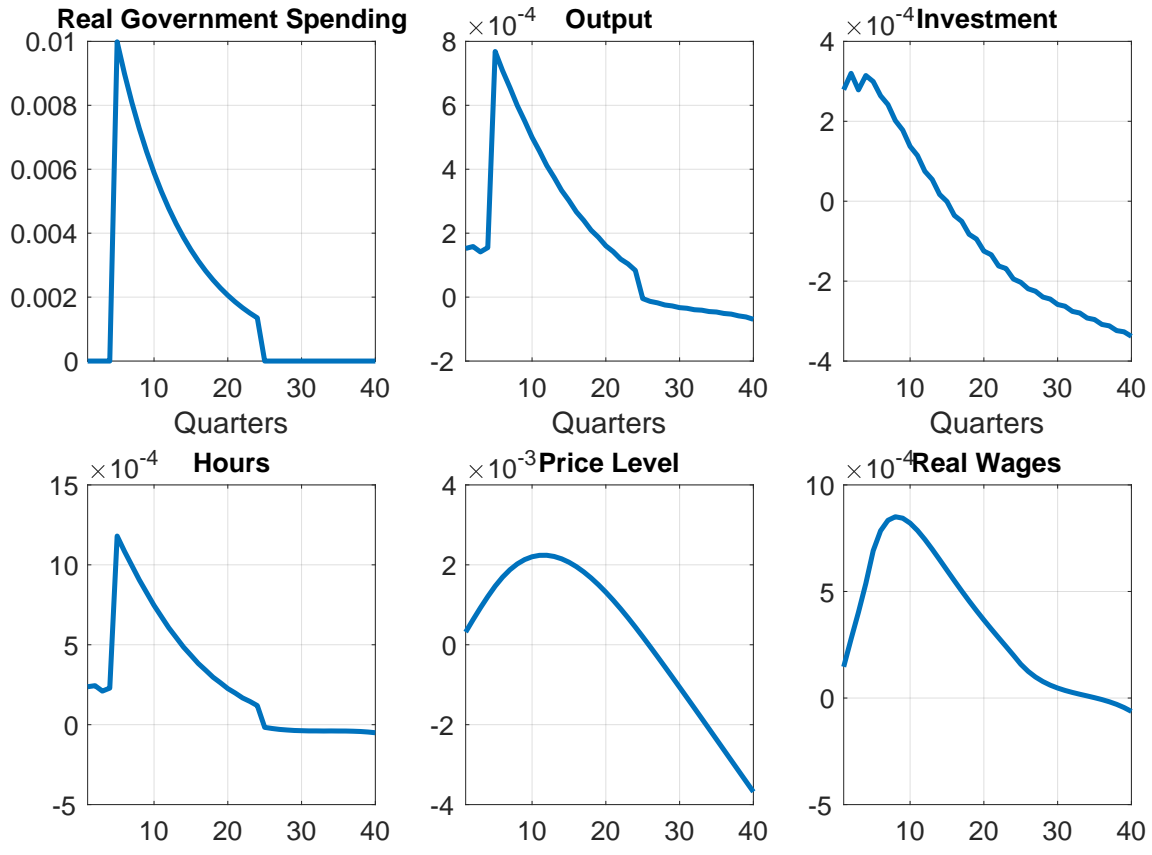 Real Government Spending
0.01
0.008
0.006
0.004
0.002
0
10 20 30 40
Quarters
×10-4
Output
8
6
4
2
0
-2
10 20 30 40
Quarters
×10-4
Investment
4
2
0
-2
-4
10 20 30 40
Quarters
×10-4
Hours
15
10
5
0
-5
10 20 30 40
×10-3
Price Level
4
2
0
-2
-4
10 20 30 40
×10-4
Real Wages
10
5
0
-5
10 20 30 40